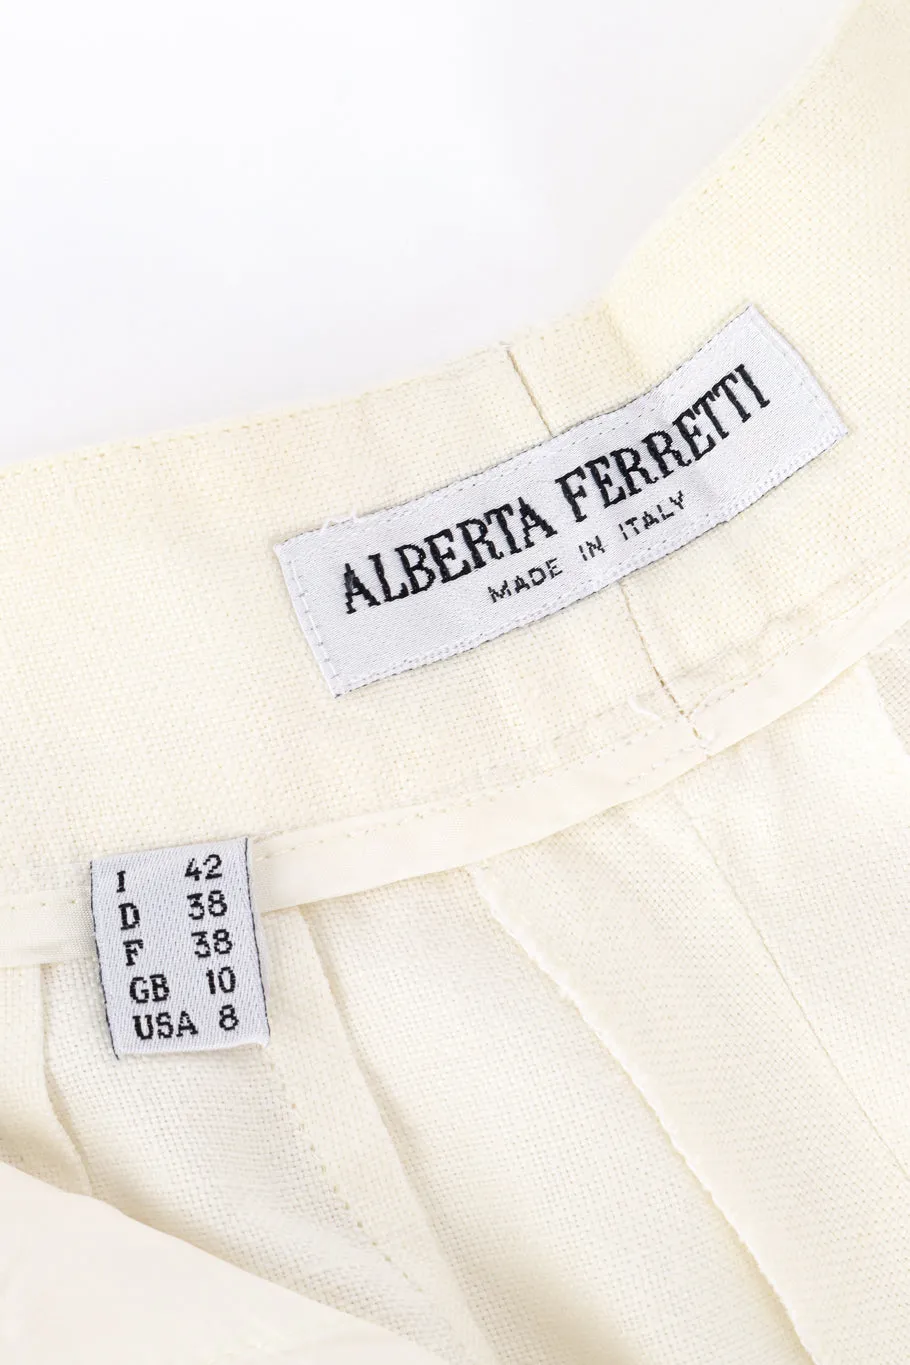 ALBERTA FERRETTI
MADE IN ITALY
I 42
D 38
F 38
GB 10
USA 8